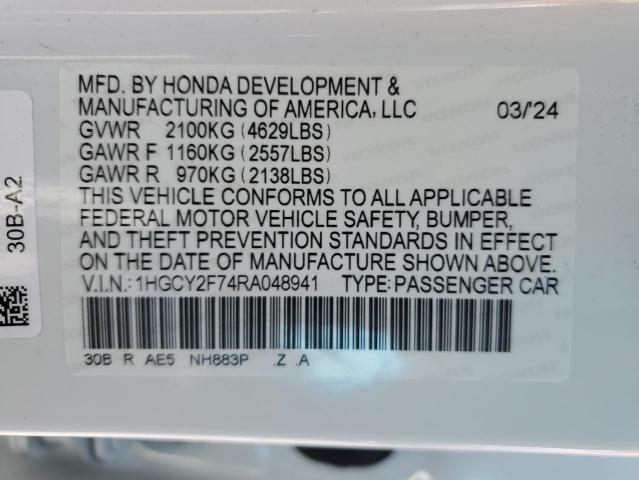 MFD. BY HONDA DEVELOPMENT &
MANUFACTURING OF AMERICA, LLC 03/'24
GVWR 2100KG (4629LBS)
GAWR F 1160KG (2557LBS)
GAWR R 970KG (2138LBS)
THIS VEHICLE CONFORMS TO ALL APPLICABLE
FEDERAL MOTOR VEHICLE SAFETY, BUMPER,
AND THEFT PREVENTION STANDARDS IN EFFECT
ON THE DATE OF MANUFACTURE SHOWN ABOVE.
V.I.N.: 1HGCY2F74RA048941 TYPE: PASSENGER CAR
30B R AE5 NH883P .Z .A
30B-A2